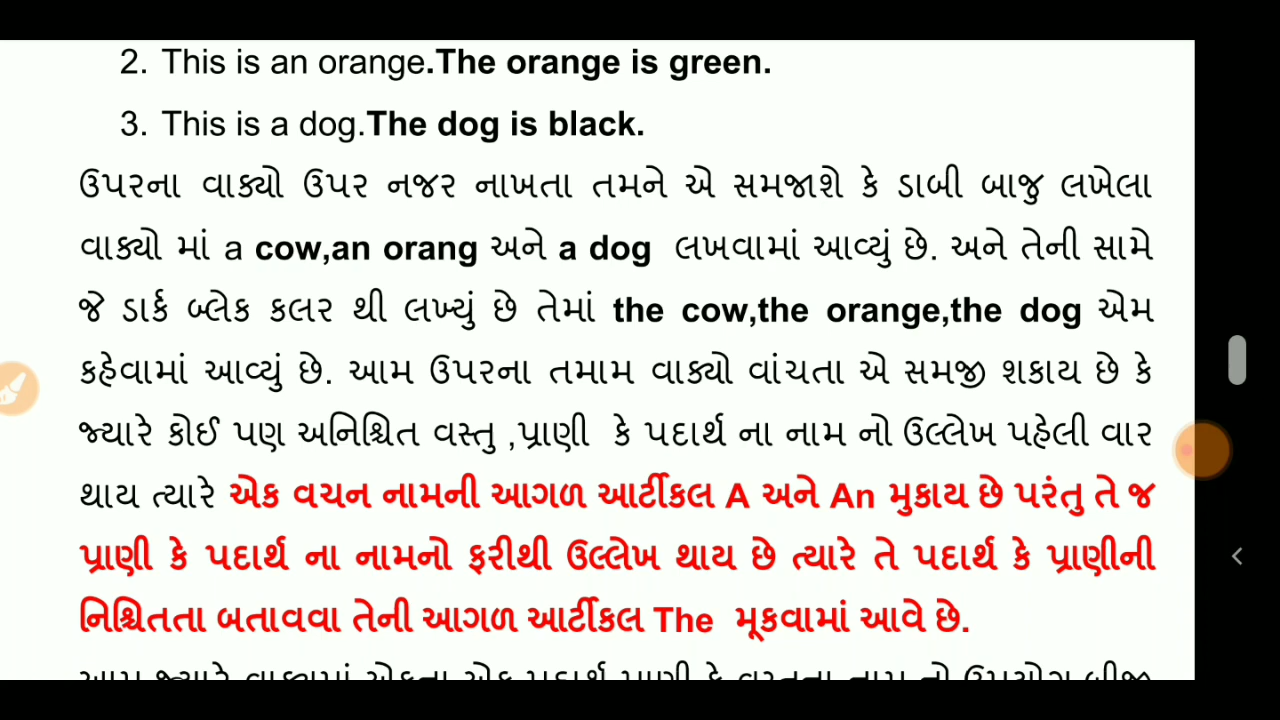 2. This is an orange.The orange is green.
3. This is a dog.The dog is black.
ઉપરના વાક્યો ઉપર નજર નાખતા તમને એ સમજાશે કે ડાબી બાજુ લખેલા
વાક્યો માં a cow,an orang અને a dog લખવામાં આવ્યું છે. અને તેની સામે
જે ડાર્ક બ્લેક કલર થી લખ્યું છે તેમાં the cow,the orange,the dog એમ
કહેવામાં આવ્યું છે. આમ ઉપરના તમામ વાક્યો વાંચતા એ સમજી શકાય છે કે
જ્યારે કોઈ પણ અનિશ્ચિત વસ્તુ ,પ્રાણી કે પદાર્થ ના નામ નો ઉલ્લેખ પહેલી વાર
થાય ત્યારે એક વચન નામની આગળ આર્ટીકલ A અને An મુકાય છે પરંતુ તે જ
પ્રાણી કે પદાર્થ ના નામનો ફરીથી ઉલ્લેખ થાય છે ત્યારે તે પદાર્થ કે પ્રાણીની
નિશ્ચિતતા બતાવવા તેની આગળ આર્ટીકલ The મૂકવામાં આવે છે.